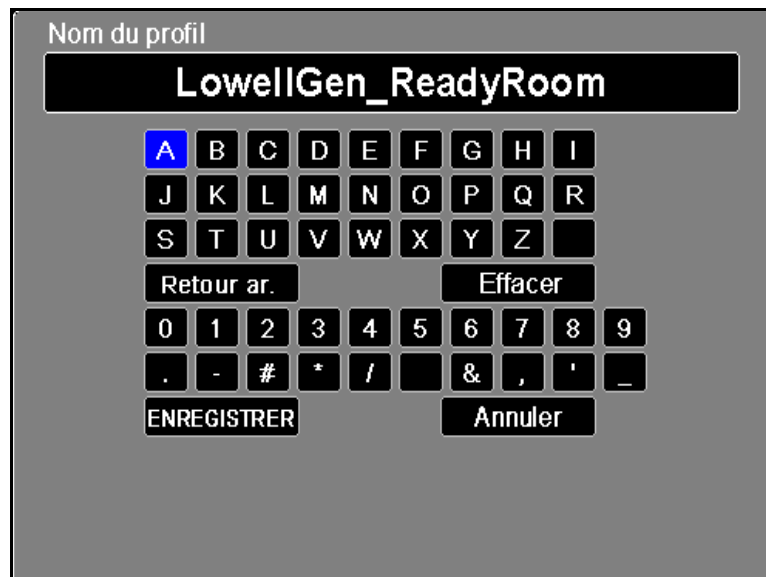 Nom du profil
LowellGen_ReadyRoom
A B C D E F G H I
J K L M N O P Q R
S T U V W X Y Z
Retour ar. Effacer
0 1 2 3 4 5 6 7 8 9
. - # * / & , ' _
ENREGISTRER Annuler